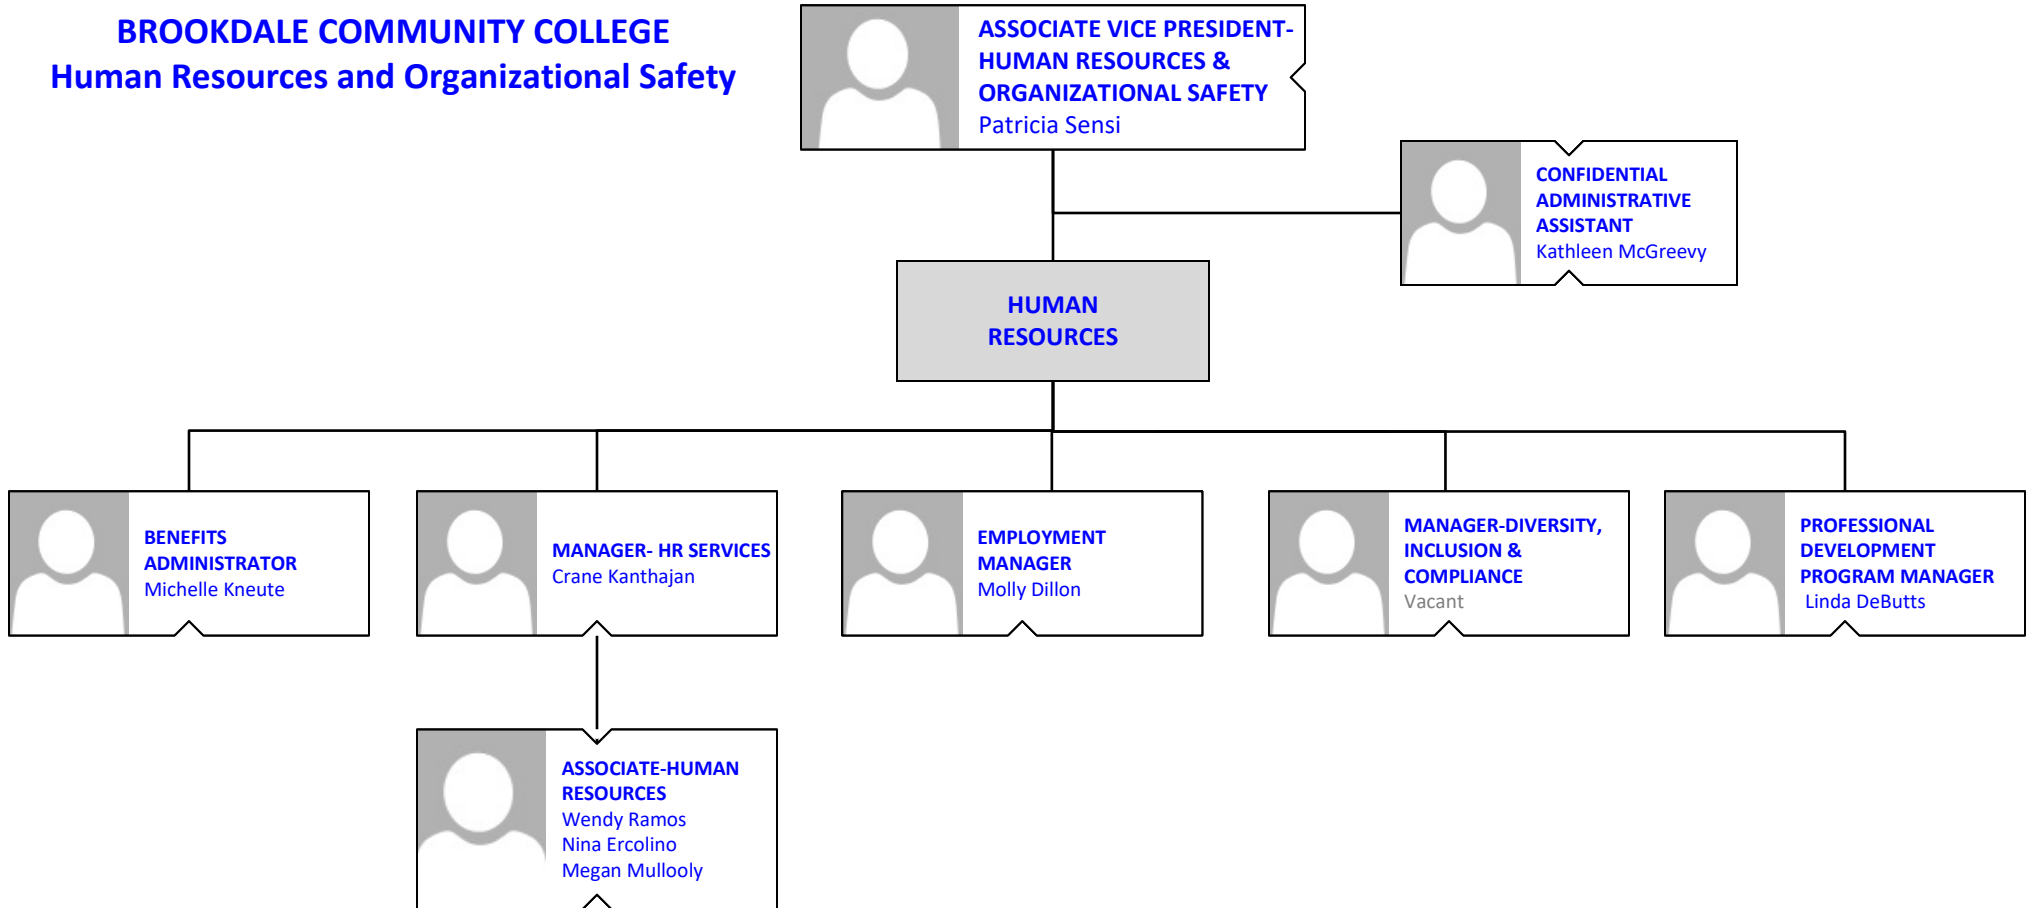 BROOKDALE COMMUNITY COLLEGE
Human Resources and Organizational Safety
ASSOCIATE VICE PRESIDENT-
HUMAN RESOURCES &
ORGANIZATIONAL SAFETY
Patricia Sensi
CONFIDENTIAL
ADMINISTRATIVE
ASSISTANT
Kathleen McGreevy
HUMAN
RESOURCES
BENEFITS
ADMINISTRATOR
Michelle Kneute
MANAGER- HR SERVICES
Crane Kanthajan
EMPLOYMENT
MANAGER
Molly Dillon
MANAGER-DIVERSITY,
INCLUSION &
COMPLIANCE
Vacant
PROFESSIONAL
DEVELOPMENT
PROGRAM MANAGER
Linda DeButts
ASSOCIATE-HUMAN
RESOURCES
Wendy Ramos
Nina Ercolino
Megan Mullooly